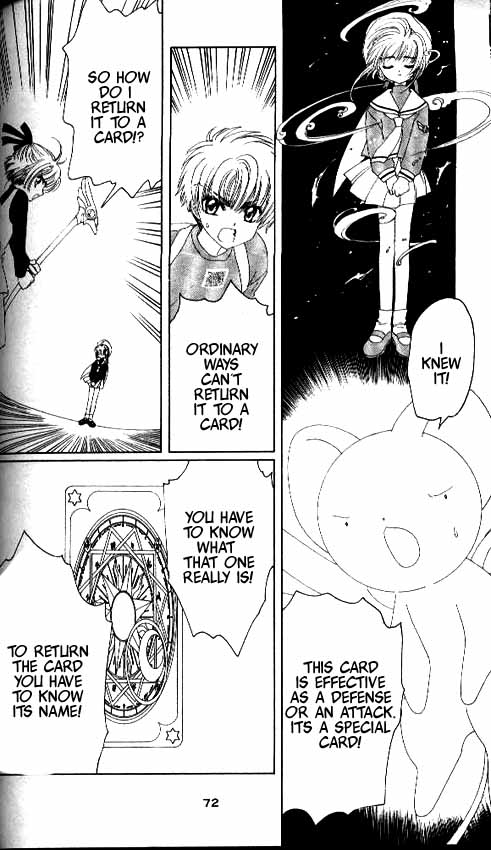 I
KNEW
IT!
THIS CARD
IS EFFECTIVE
AS A DEFENSE
OR AN ATTACK.
ITS A SPECIAL
CARD!
ORDINARY
WAYS
CAN'T
RETURN
IT TO A
CARD!
SO HOW
DO I
RETURN
IT TO A
CARD!?
YOU HAVE
TO KNOW
WHAT
THAT ONE
REALLY IS!
TO RETURN
THE CARD
YOU HAVE
TO KNOW
ITS NAME!
72